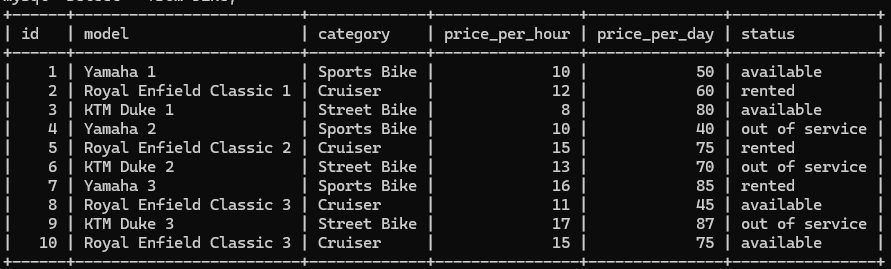 | id | model | category | price_per_hour | price_per_day | status |
| 1 | Yamaha 1 | Sports Bike | 10 | 50 | available |
| 2 | Royal Enfield Classic 1 | Cruiser | 12 | 60 | rented |
| 3 | KTM Duke 1 | Street Bike | 8 | 80 | available |
| 4 | Yamaha 2 | Sports Bike | 10 | 40 | out of service |
| 5 | Royal Enfield Classic 2 | Cruiser | 15 | 75 | rented |
| 6 | KTM Duke 2 | Street Bike | 13 | 70 | out of service |
| 7 | Yamaha 3 | Sports Bike | 16 | 85 | rented |
| 8 | Royal Enfield Classic 3 | Cruiser | 11 | 45 | available |
| 9 | KTM Duke 3 | Street Bike | 17 | 87 | out of service |
| 10 | Royal Enfield Classic 3 | Cruiser | 15 | 75 | available |